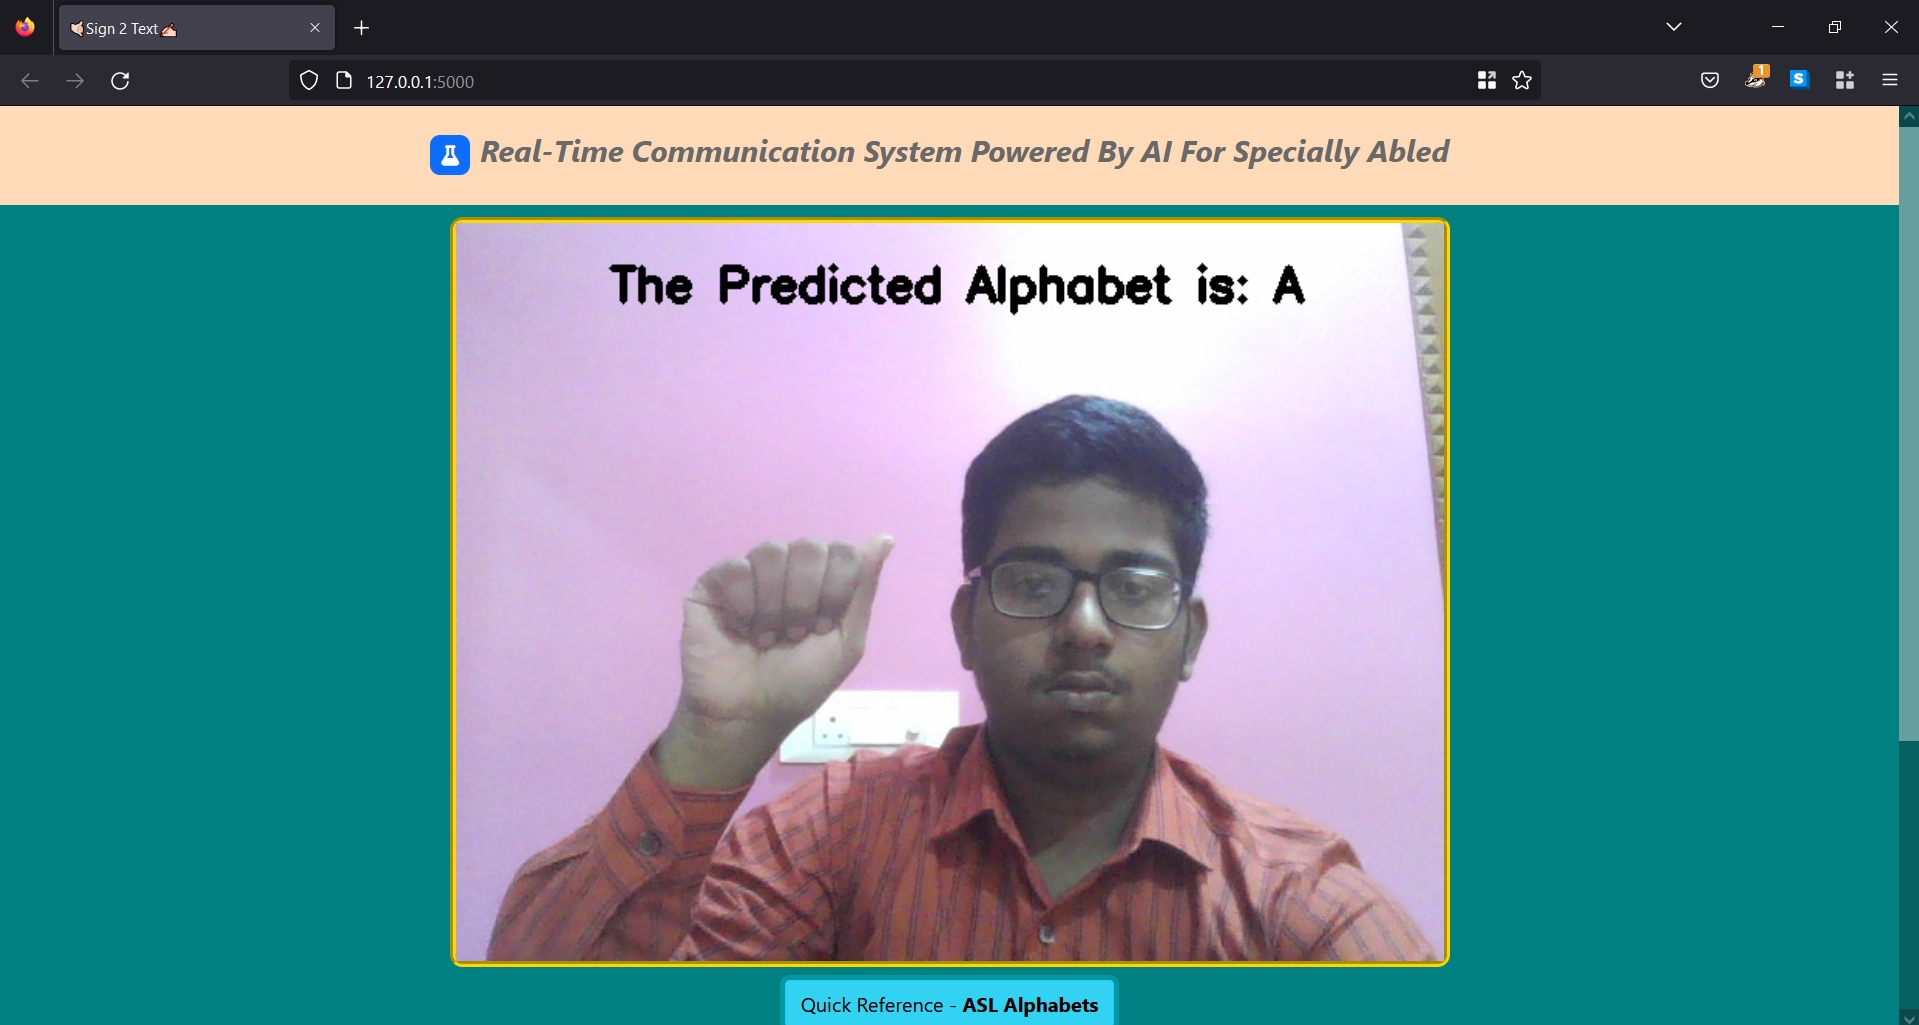 Sign 2 Text
127.0.0.1:5000
1
S
Real-Time Communication System Powered By AI For Specially Abled
The Predicted Alphabet is: A
Quick Reference - ASL Alphabets